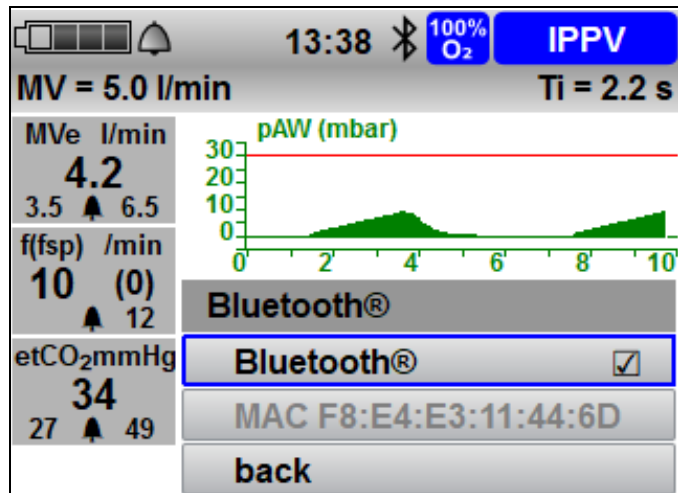 13:38 100% O₂ IPPV
MV = 5.0 l/min Ti = 2.2 s
MVe l/min
4.2
3.5 6.5
f(fsp) /min
10 (0)
12
etCO₂mmHg
34
27 49
pAW (mbar)
30
20
10
0
0 2 4 6 8 10
Bluetooth®
Bluetooth®
MAC F8:E4:E3:11:44:6D
back